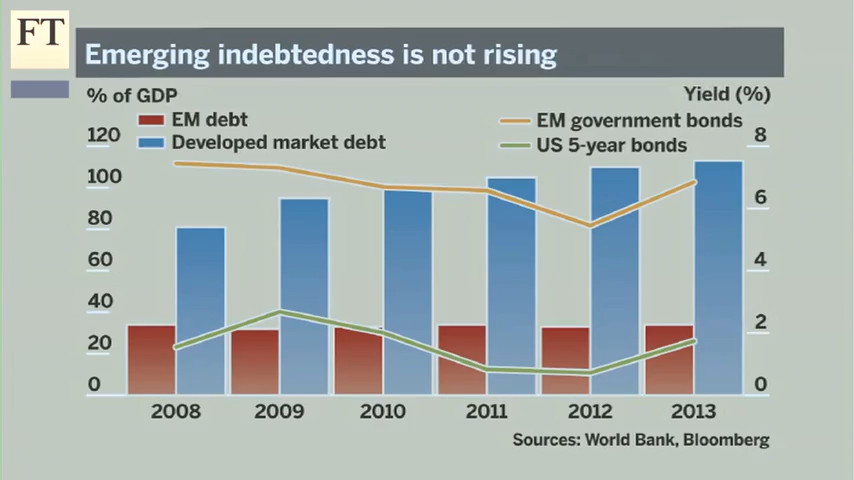 FT
Emerging indebtedness is not rising
% of GDP
Yield (%)
EM debt
Developed market debt
EM government bonds
US 5-year bonds
120
100
80
60
40
20
0
8
6
4
2
0
2008 2009 2010 2011 2012 2013
Sources: World Bank, Bloomberg